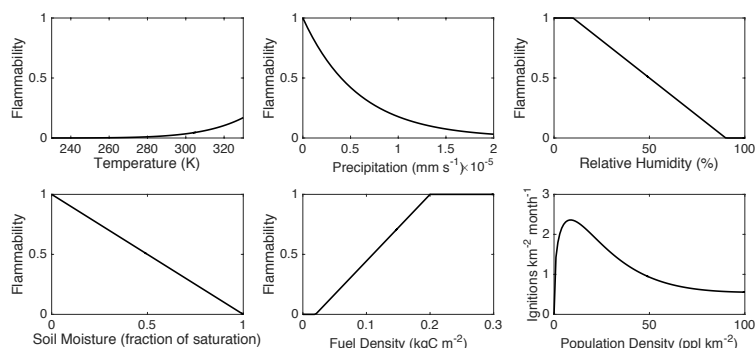 Flammability
1
0.5
0
240 260 280 300 320
Temperature (K)
Flammability
1
0.5
0
0 0.5 1 1.5 2
Precipitation (mm s⁻¹)×10⁻⁵
Flammability
1
0.5
0
0 50 100
Relative Humidity (%)
Flammability
1
0.5
0
0 0.5 1
Soil Moisture (fraction of saturation)
Flammability
1
0.5
0
0 0.1 0.2 0.3
Fuel Density (kgC m⁻²)
Ignitions km⁻² month⁻¹
3
2
1
0
0 50 100
Population Density (ppl km⁻²)